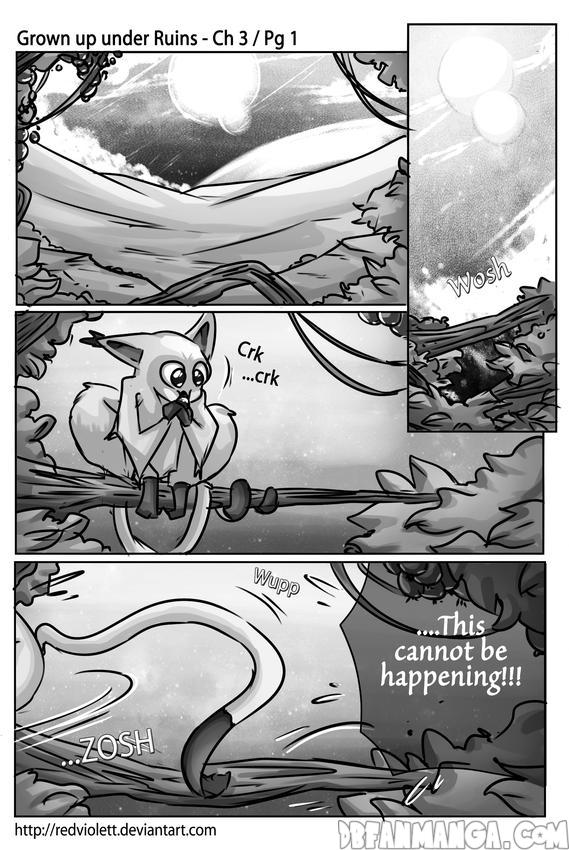 Grown up under Ruins - Ch 3 / Pg 1
Wosh
Crk
...crk
Wupp
....This
cannot be
happening!!!
...ZOSH
http://redviolett.deviantart.com
DBFANMANGA.COM